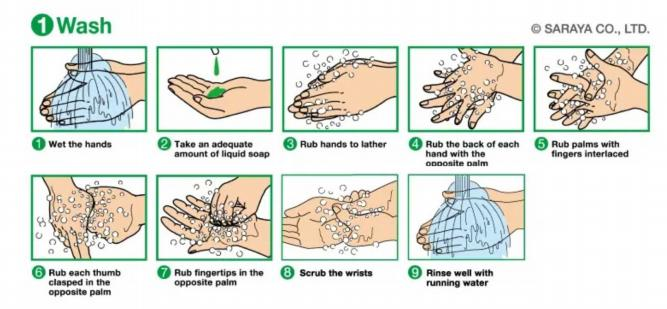 1 Wash
© SARAYA CO., LTD.
1 Wet the hands
2 Take an adequate
amount of liquid soap
3 Rub hands to lather
4 Rub the back of each
hand with the
opposite palm
5 Rub palms with
fingers interlaced
6 Rub each thumb
clasped in the
opposite palm
7 Rub fingertips in the
opposite palm
8 Scrub the wrists
9 Rinse well with
running water